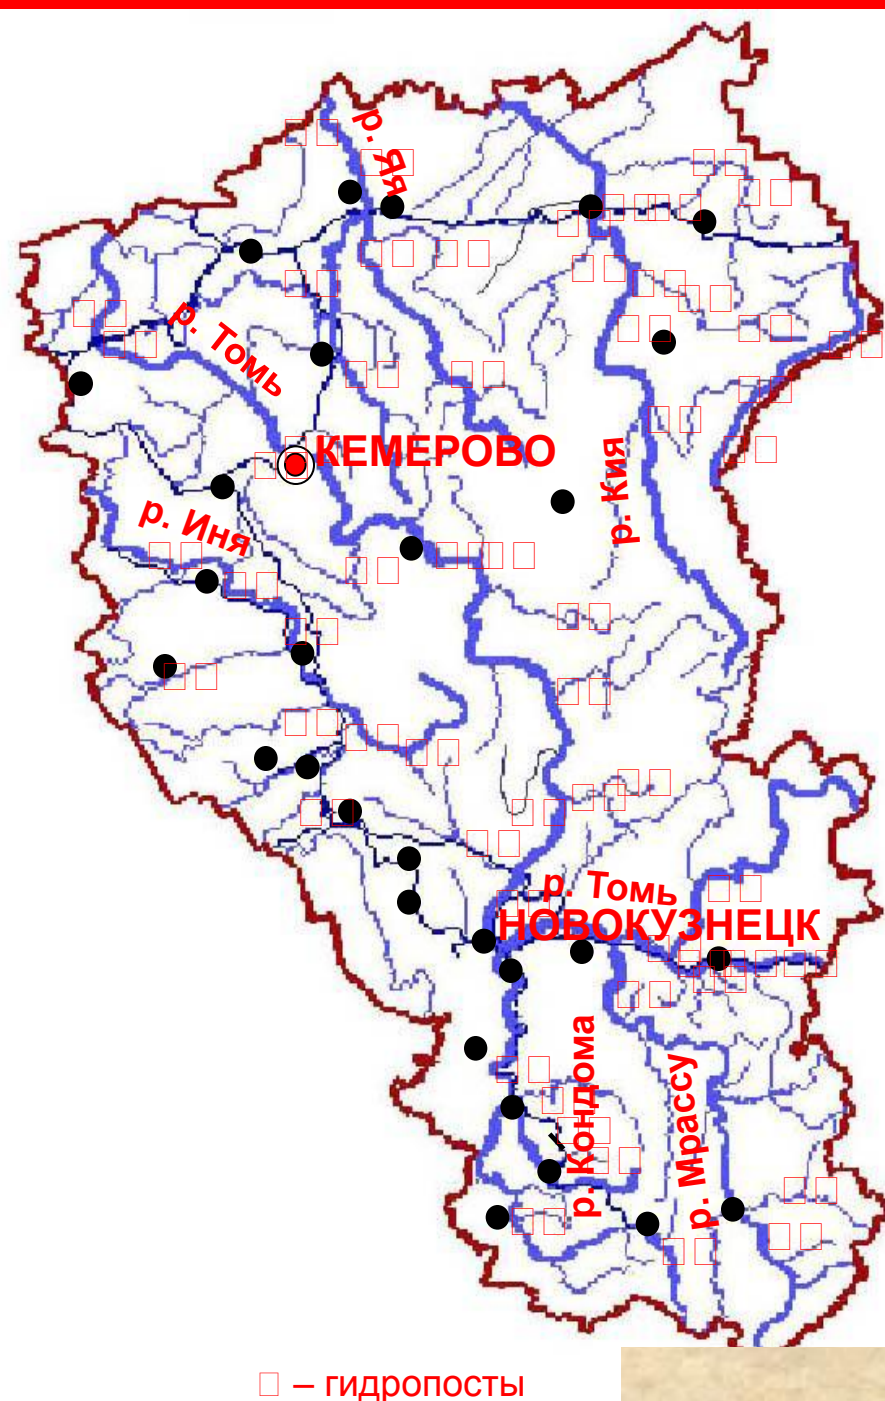 р. Яя
р. Томь
КЕМЕРОВО
р. Кия
р. Иня
р. Томь
НОВОКУЗНЕЦК
р. Кондома
р. Мрассу
– гидропосты